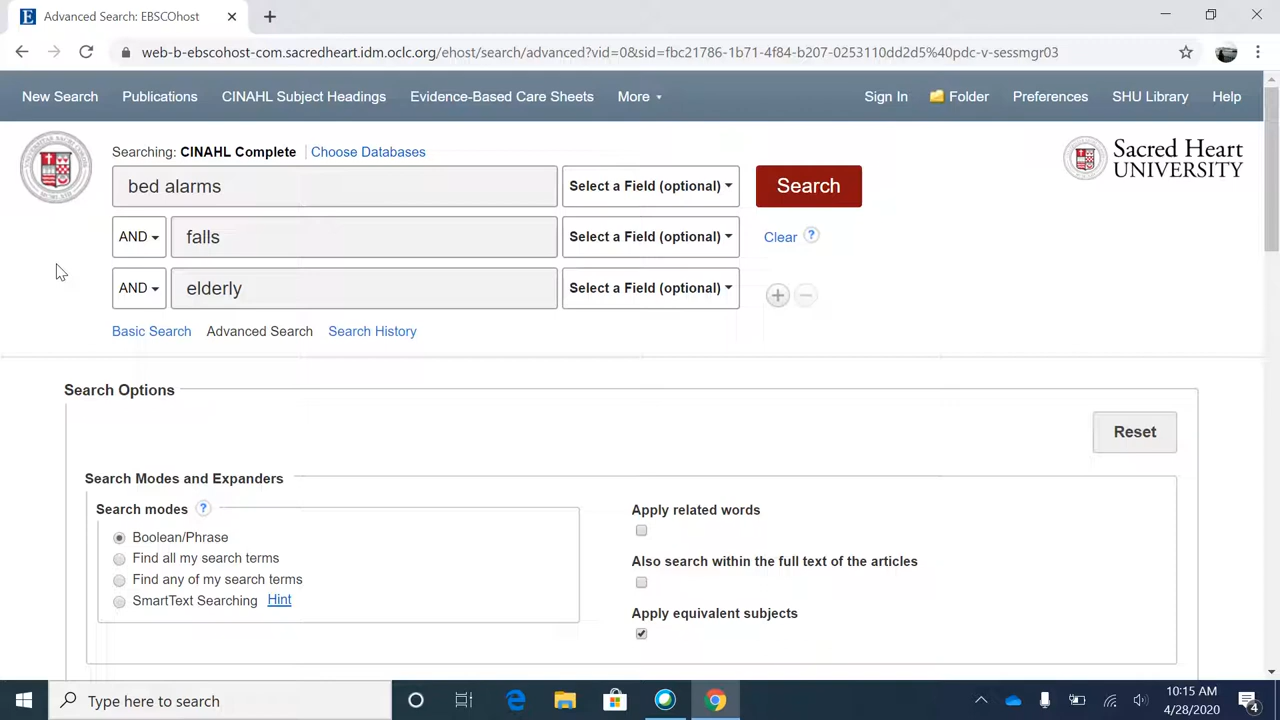 Advanced Search: EBSCOhost
web-b-ebscohost-com.sacredheart.idm.oclc.org/ehost/search/advanced?vid=0&sid=fbc21786-1b71-4f84-b207-0253110dd2d5%40pdc-v-sessmgr03
New Search Publications CINAHL Subject Headings Evidence-Based Care Sheets More Sign In Folder Preferences SHU Library Help
Searching: CINAHL Complete Choose Databases
Sacred Heart
UNIVERSITY
bed alarms Select a Field (optional) Search
AND falls Select a Field (optional) Clear ?
AND elderly Select a Field (optional)
Basic Search Advanced Search Search History
Search Options
Reset
Search Modes and Expanders
Search modes ?
Boolean/Phrase
Find all my search terms
Find any of my search terms
SmartText Searching Hint
Apply related words
Also search within the full text of the articles
Apply equivalent subjects
Type here to search
10:15 AM
4/28/2020
4